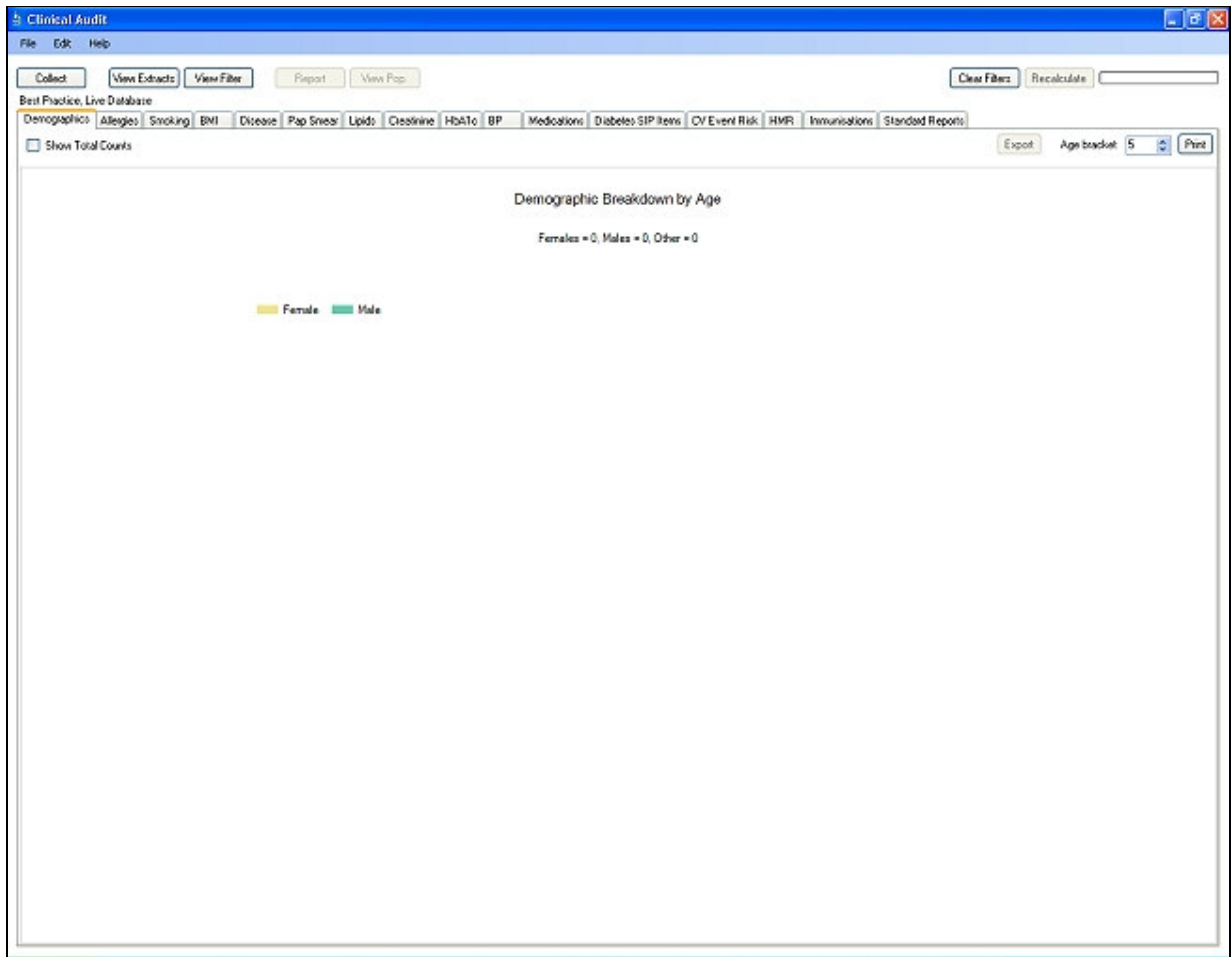 Clinical Audit
File Edit Help
Collect View Extracts View Filter Report View Pop Clear Filters Recalculate
Best Practice, Live Database
Demographics Allergies Smoking BMI Disease Pap Smear Lipids Creatinine HbA1c BP Medications Diabetes SIP Items CV Event Risk HMR Immunisations Standard Reports
Show Total Counts Export Age bracket 5 Print
Demographic Breakdown by Age
Females = 0, Males = 0, Other = 0
Female Male